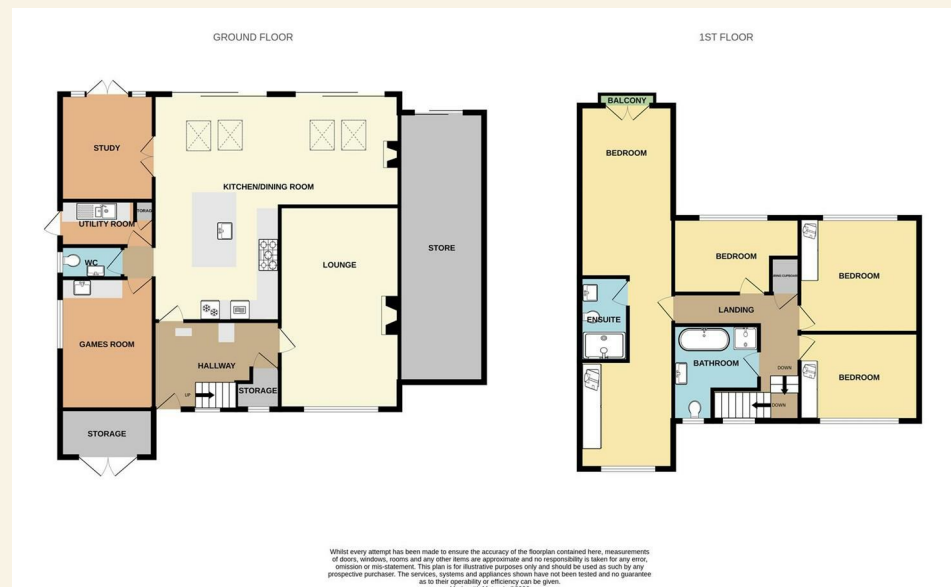 GROUND FLOOR
STUDY
KITCHEN/DINING ROOM
UTILITY ROOM
WC
LOUNGE
STORE
GAMES ROOM
HALLWAY
UP
STORAGE
STORAGE
1ST FLOOR
BALCONY
BEDROOM
BEDROOM
BEDROOM
LANDING
ENSUITE
BATHROOM
DOWN
BEDROOM
DOWN
Whilst every attempt has been made to ensure the accuracy of the floorplan contained here, measurements
of doors, windows, rooms and any other items are approximate and no responsibility is taken for any error,
omission or mis-statement. This plan is for illustrative purposes only and should be used as such by any
prospective purchaser. The services, systems and appliances shown have not been tested and no guarantee
as to their operability or efficiency can be given.